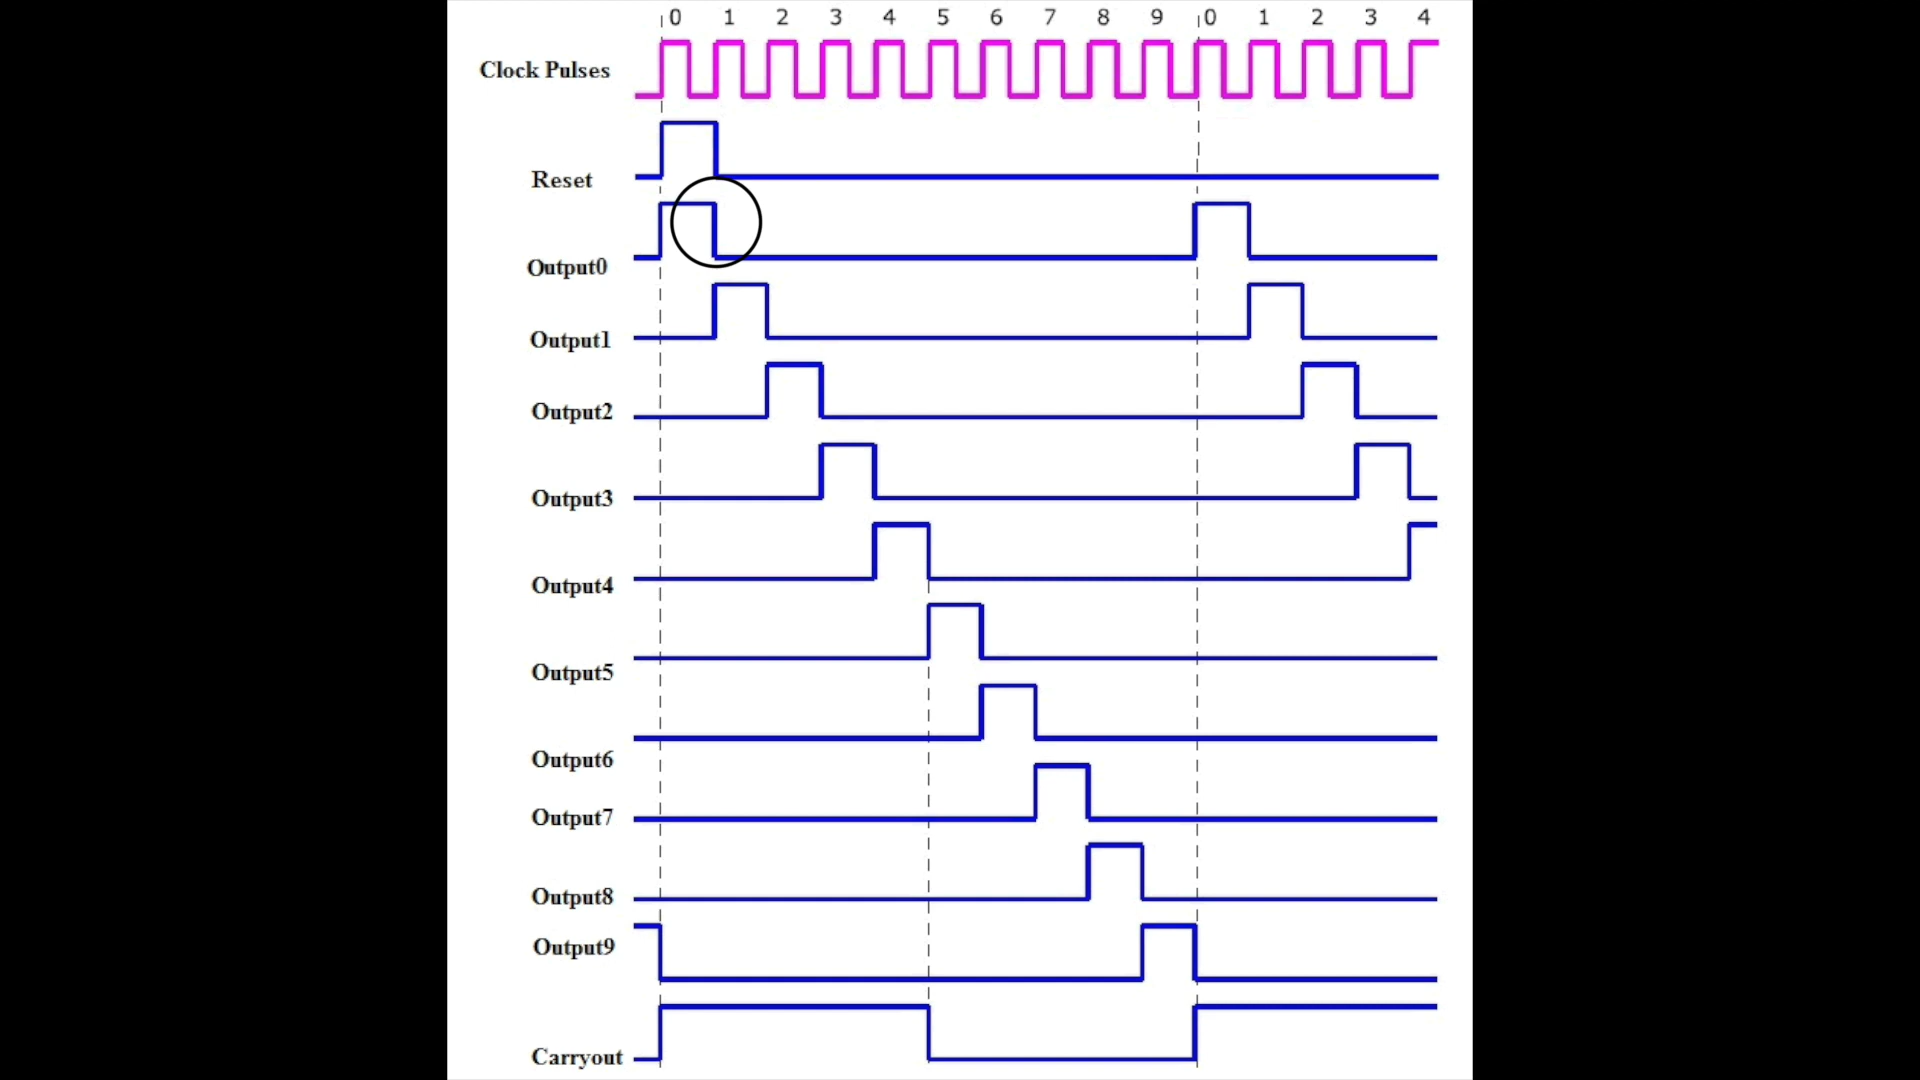 0 1 2 3 4 5 6 7 8 9 0 1 2 3 4
Clock Pulses
Reset
Output0
Output1
Output2
Output3
Output4
Output5
Output6
Output7
Output8
Output9
Carryout